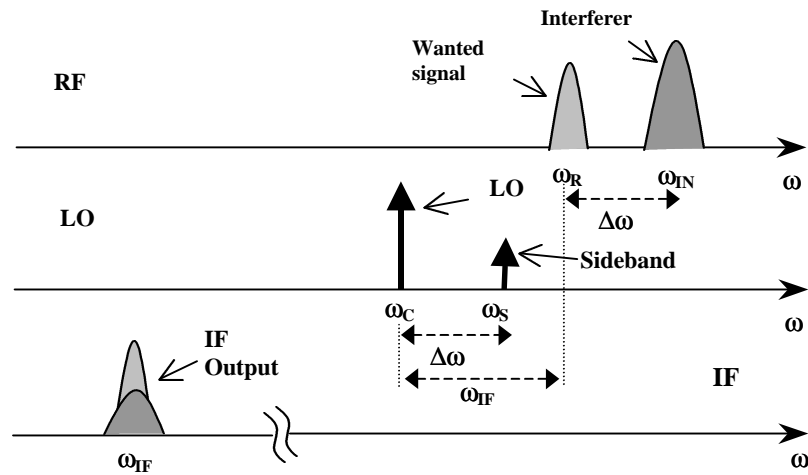 Interferer
Wanted
signal
RF
ω_R
ω_IN
ω
Δω
LO
LO
Sideband
ω_C
ω_S
ω
Δω
ω_IF
IF
IF
Output
ω_IF
ω